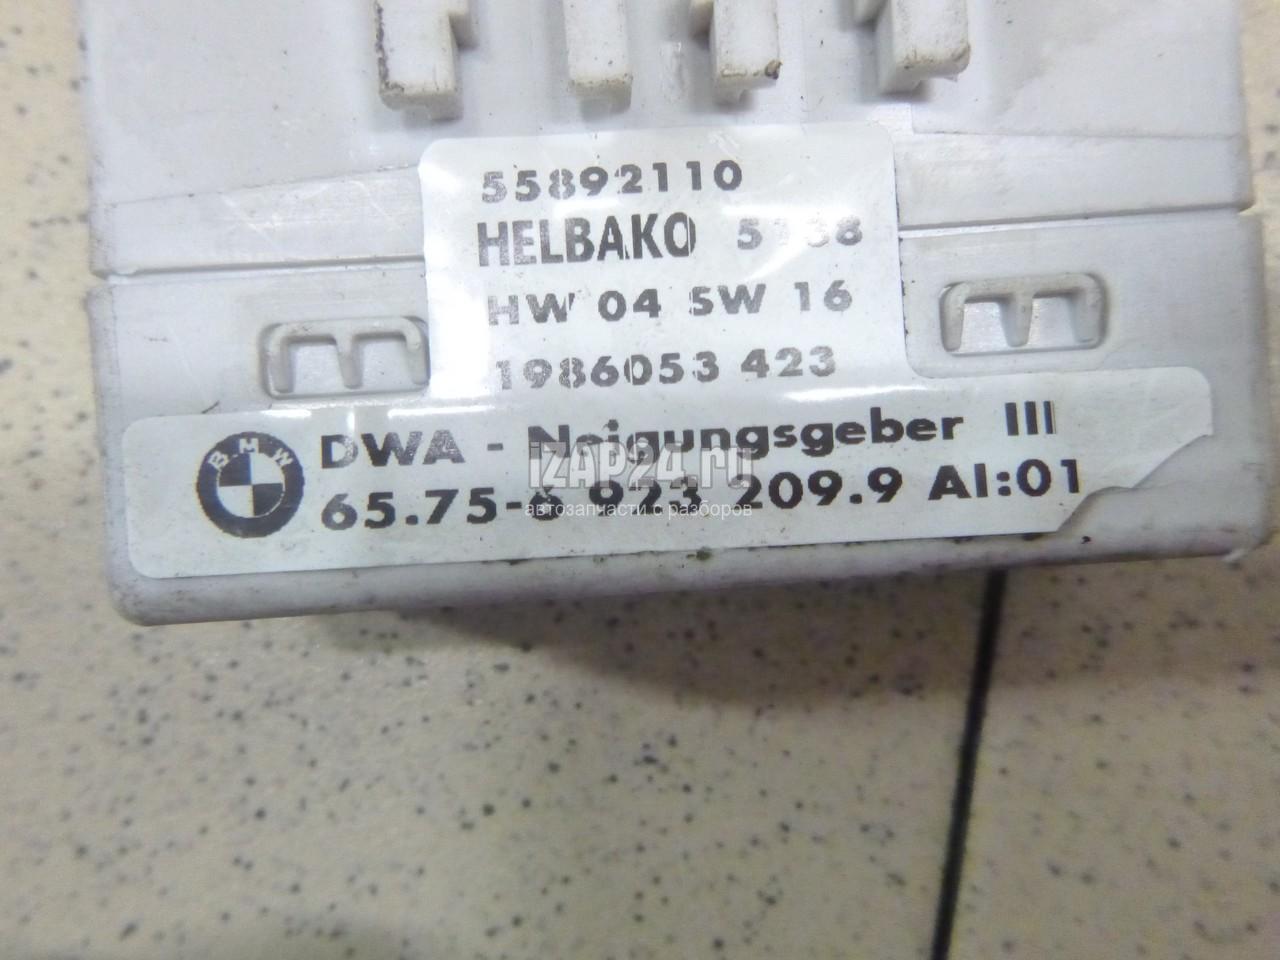 55892110
HELBAKO 5138
HW 04 SW 16
1986053 423
BMW
DWA - Neigungsgeber III
65.75-6 923 209.9 AI:01
iZAP24.ru
автозапчасти с разборов